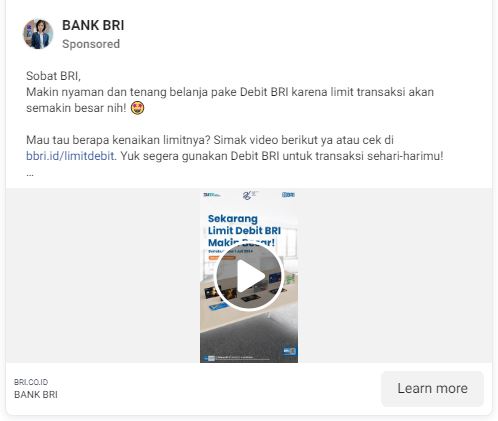 BANK BRI
Sponsored
Sobat BRI,
Makin nyaman dan tenang belanja pake Debit BRI karena limit transaksi akan
semakin besar nih! 🤩
Mau tau berapa kenaikan limitnya? Simak video berikut ya atau cek di
bbri.id/limitdebit. Yuk segera gunakan Debit BRI untuk transaksi sehari-harimu!
...
Sekarang
Limit Debit BRI
Makin Besar!
BRI.CO.ID
BANK BRI
Learn more